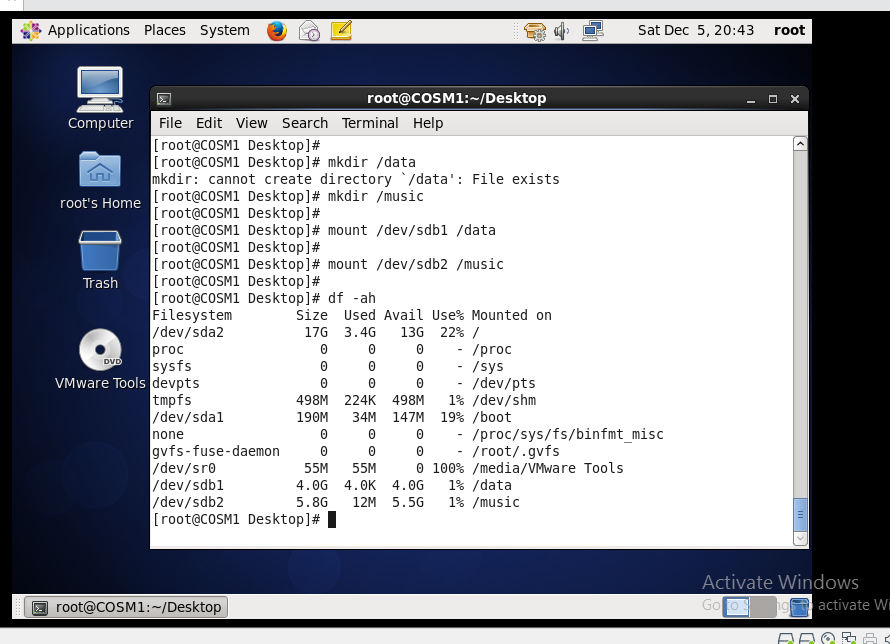 Applications Places System Sat Dec 5, 20:43 root
Computer
root's Home
Trash
DVD
VMware Tools
root@COSM1:~/Desktop
File Edit View Search Terminal Help
[root@COSM1 Desktop]#
[root@COSM1 Desktop]# mkdir /data
mkdir: cannot create directory `/data': File exists
[root@COSM1 Desktop]# mkdir /music
[root@COSM1 Desktop]#
[root@COSM1 Desktop]# mount /dev/sdb1 /data
[root@COSM1 Desktop]#
[root@COSM1 Desktop]# mount /dev/sdb2 /music
[root@COSM1 Desktop]#
[root@COSM1 Desktop]# df -ah
Filesystem Size Used Avail Use% Mounted on
/dev/sda2 17G 3.4G 13G 22% /
proc 0 0 0 - /proc
sysfs 0 0 0 - /sys
devpts 0 0 0 - /dev/pts
tmpfs 498M 224K 498M 1% /dev/shm
/dev/sda1 190M 34M 147M 19% /boot
none 0 0 0 - /proc/sys/fs/binfmt_misc
gvfs-fuse-daemon 0 0 0 - /root/.gvfs
/dev/sr0 55M 55M 0 100% /media/VMware Tools
/dev/sdb1 4.0G 4.0K 4.0G 1% /data
/dev/sdb2 5.8G 12M 5.5G 1% /music
[root@COSM1 Desktop]#
Activate Windows
Go to Settings to activate Wi
root@COSM1:~/Desktop